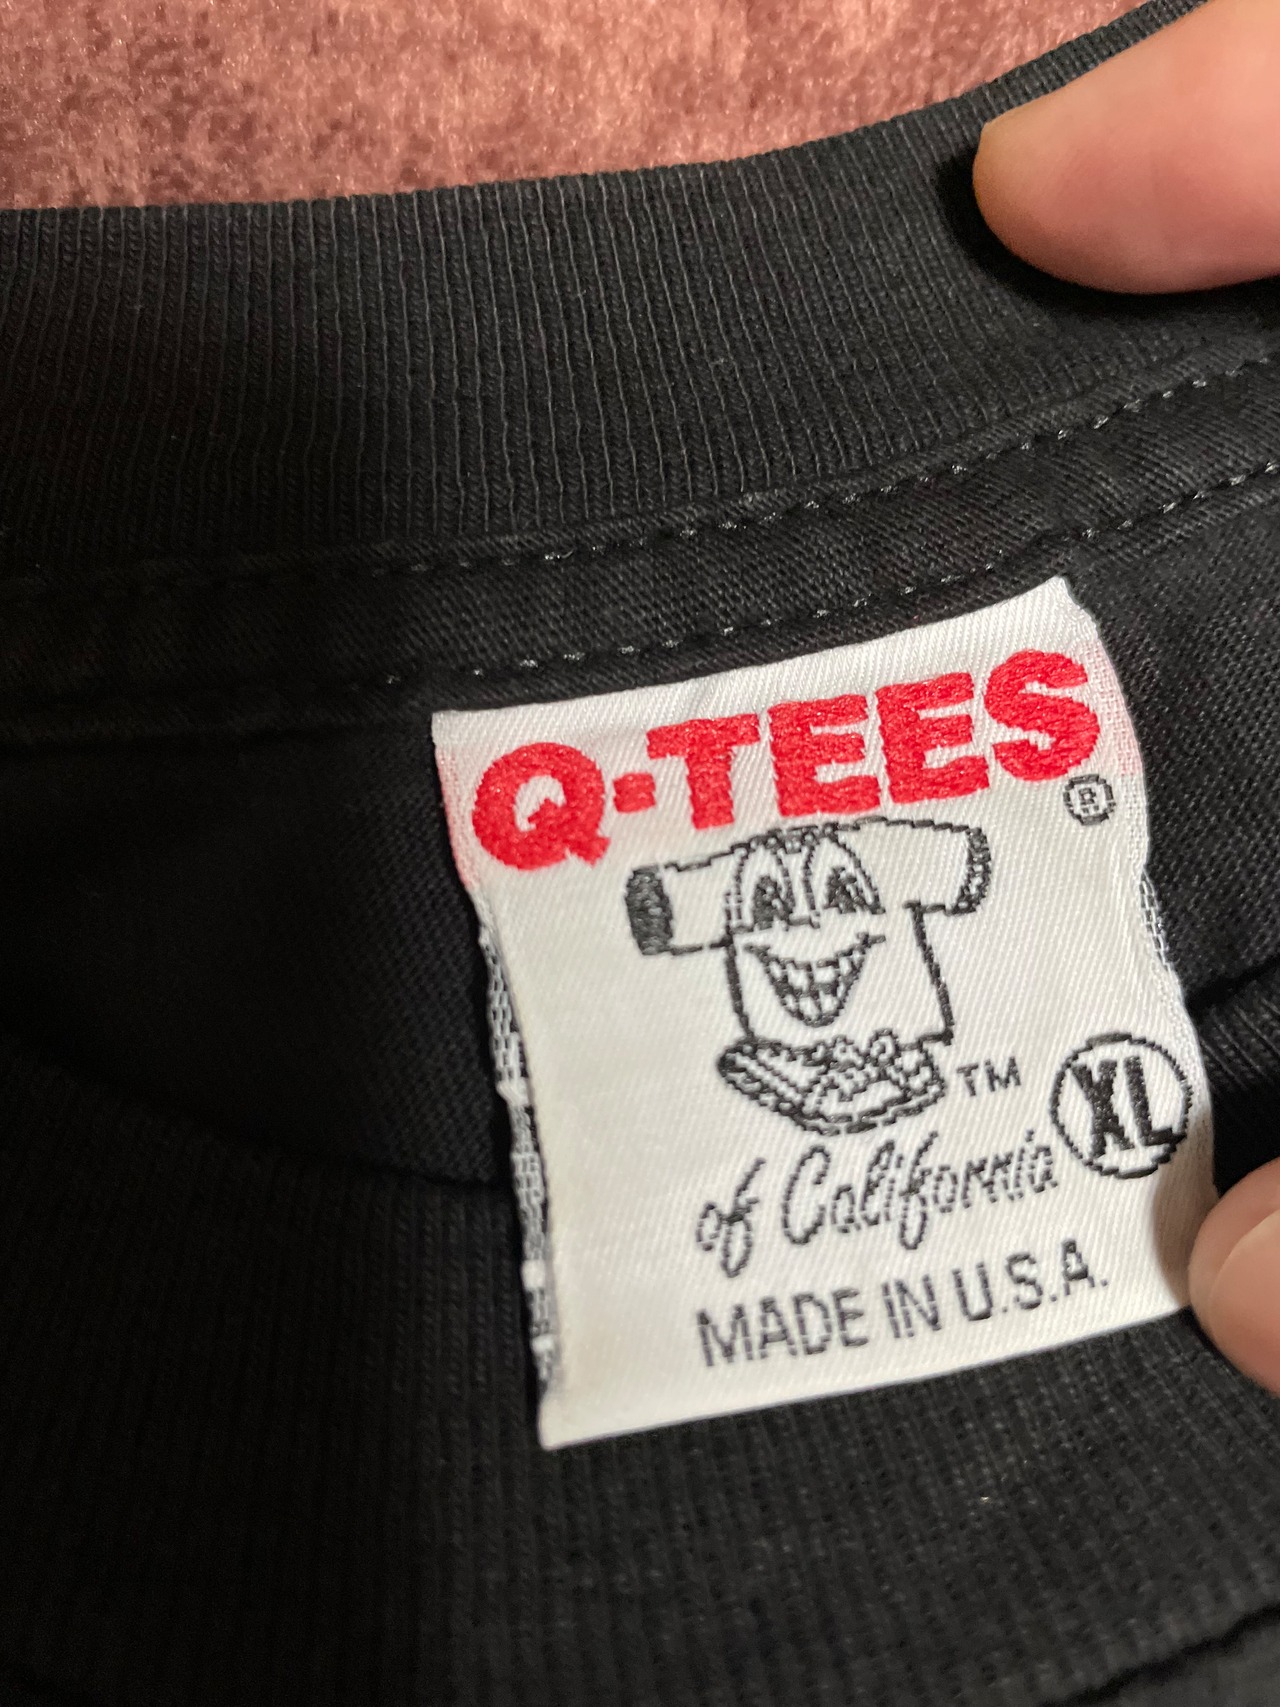 Q-TEES
®
TM
XL
of California
MADE IN U.S.A.